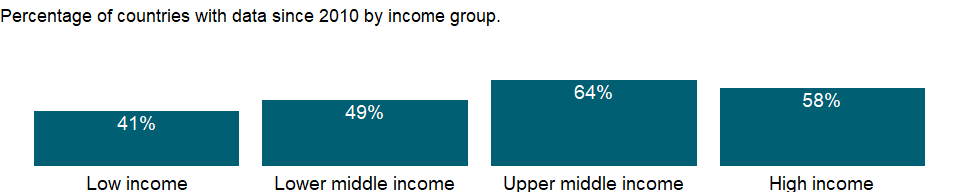 Percentage of countries with data since 2010 by income group.
41%
49%
64%
58%
Low income
Lower middle income
Upper middle income
High income